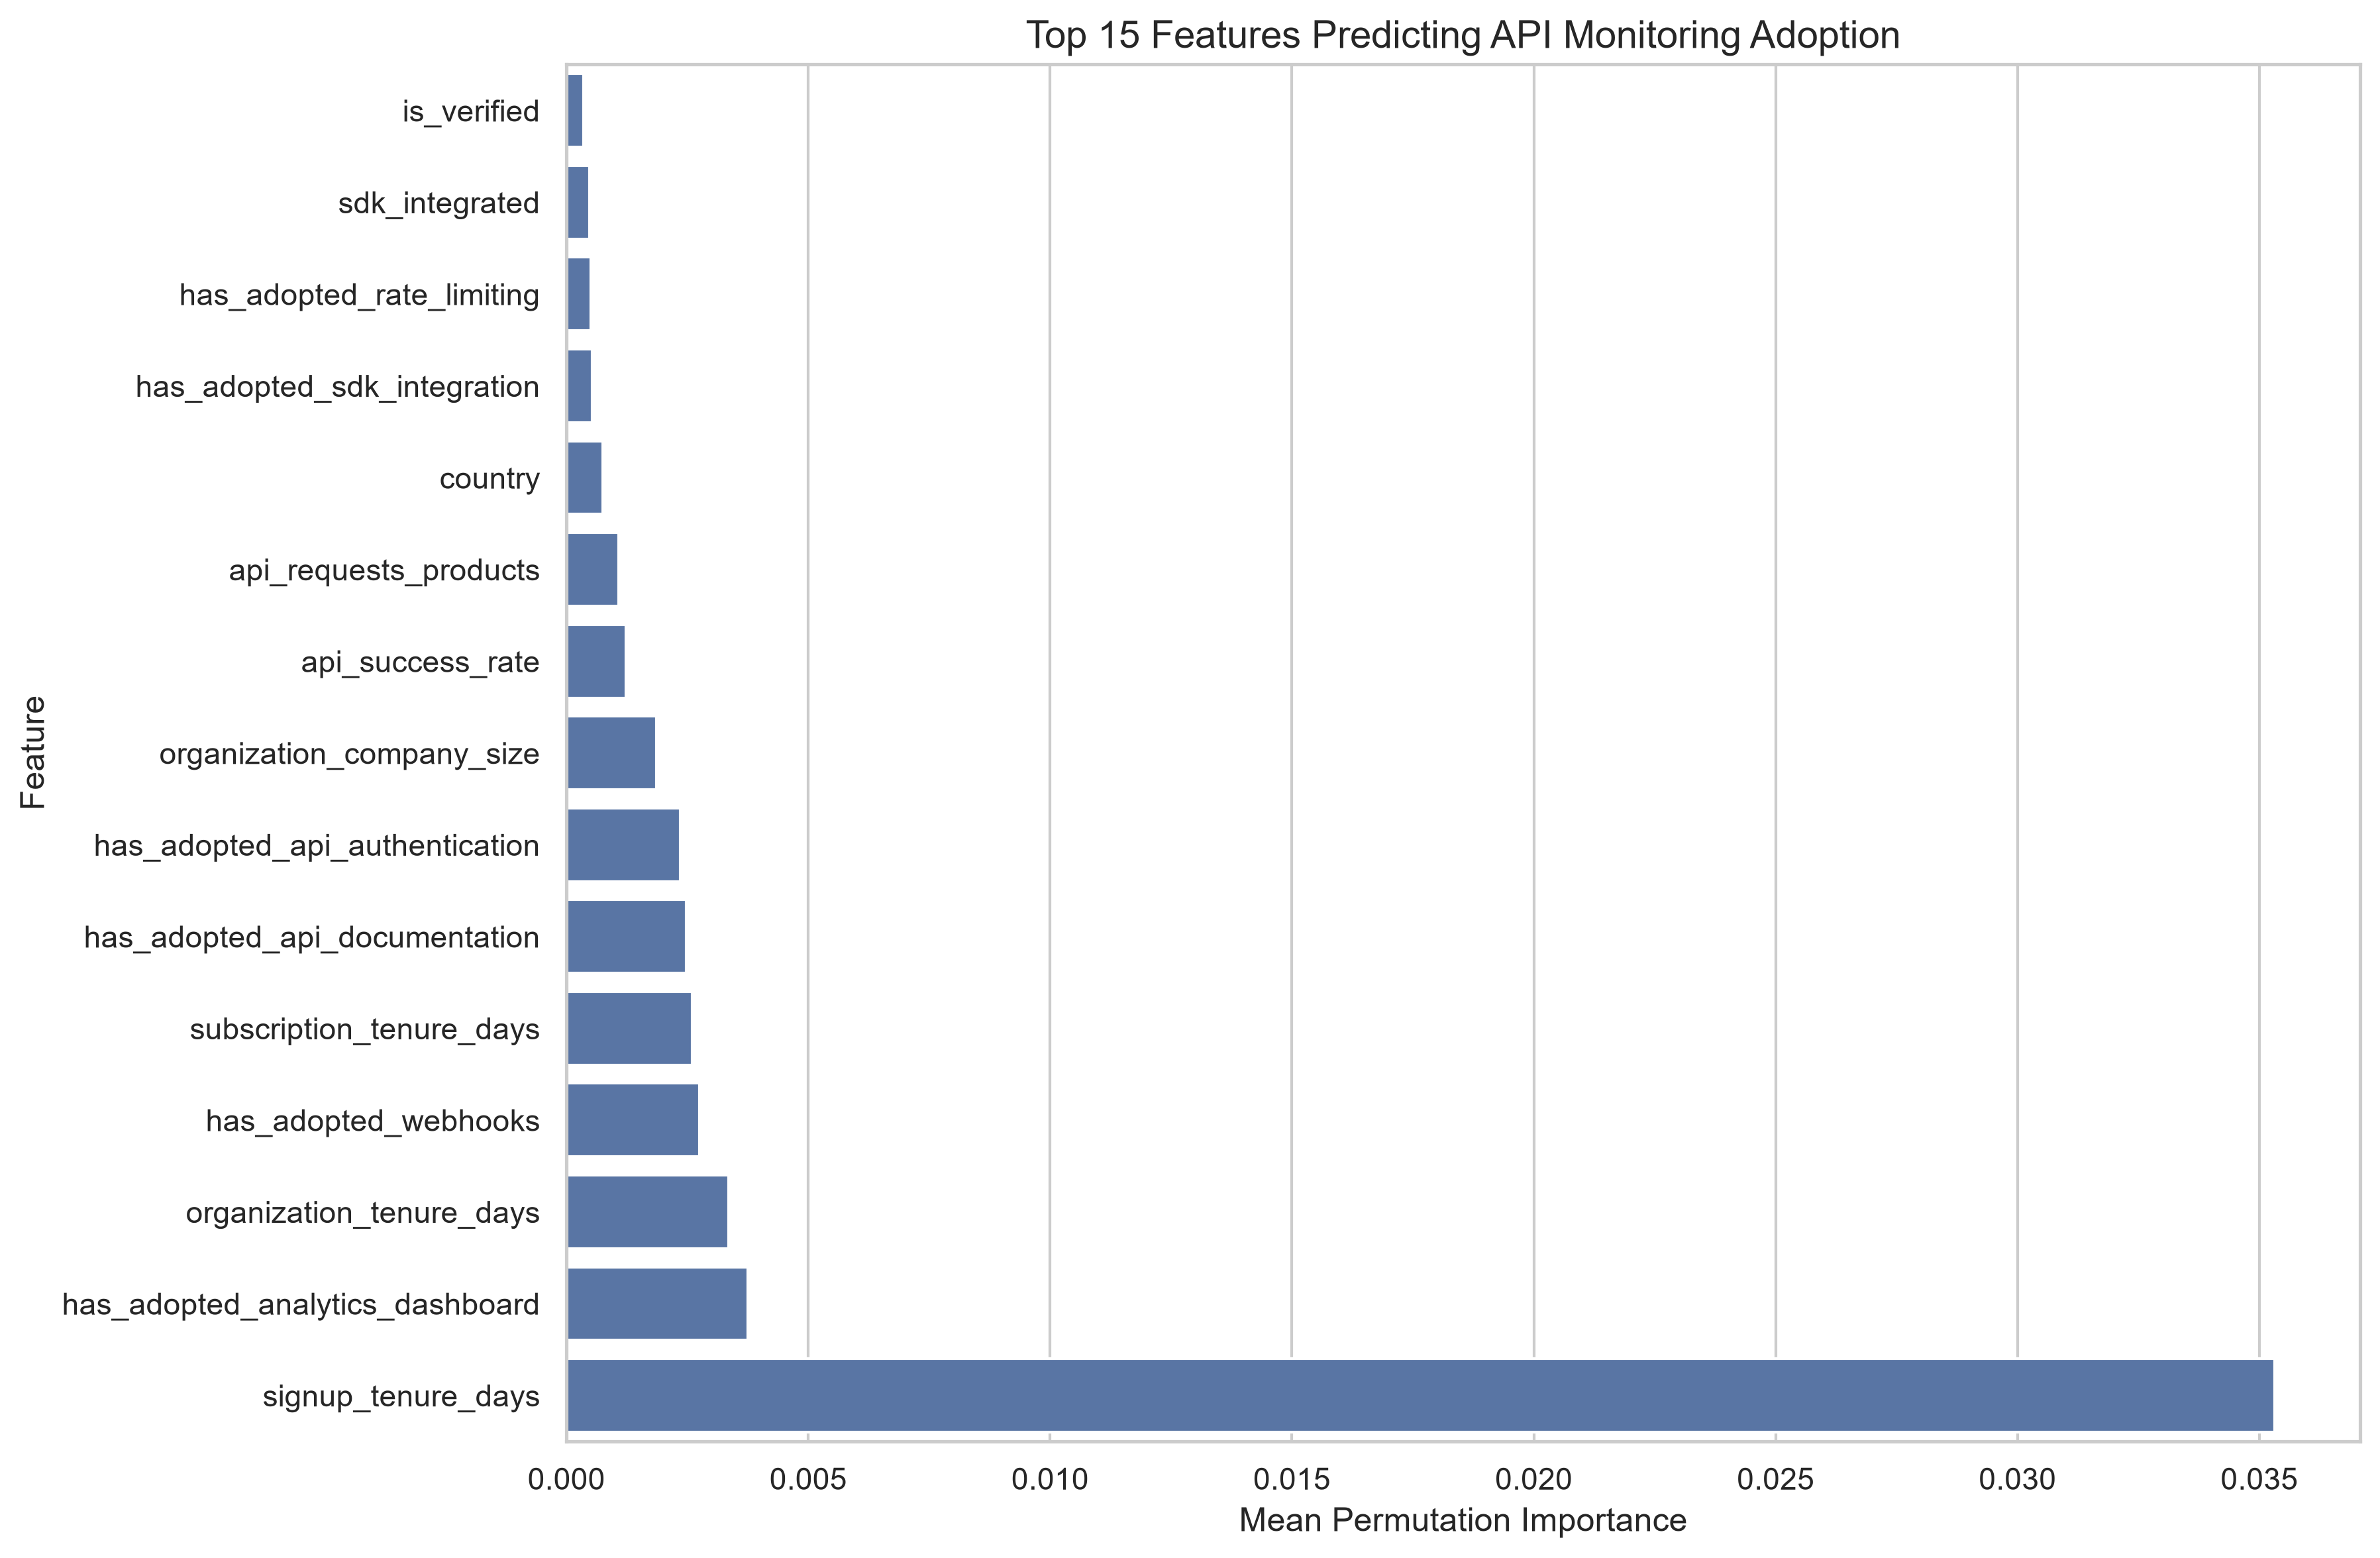 Top 15 Features Predicting API Monitoring Adoption
Feature
is_verified
sdk_integrated
has_adopted_rate_limiting
has_adopted_sdk_integration
country
api_requests_products
api_success_rate
organization_company_size
has_adopted_api_authentication
has_adopted_api_documentation
subscription_tenure_days
has_adopted_webhooks
organization_tenure_days
has_adopted_analytics_dashboard
signup_tenure_days
0.000 0.005 0.010 0.015 0.020 0.025 0.030 0.035
Mean Permutation Importance